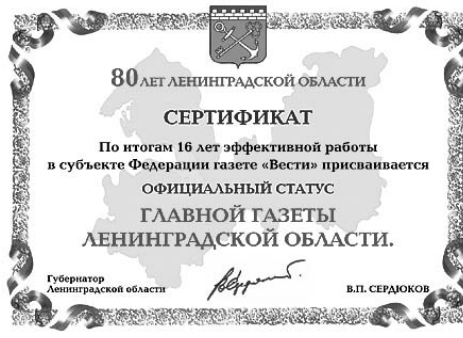 80 ЛЕТ ЛЕНИНГРАДСКОЙ ОБЛАСТИ
СЕРТИФИКАТ
По итогам 16 лет эффективной работы
в субъекте Федерации газете «Вести» присваивается
ОФИЦИАЛЬНЫЙ СТАТУС
ГЛАВНОЙ ГАЗЕТЫ
ЛЕНИНГРАДСКОЙ ОБЛАСТИ.
Губернатор
Ленинградской области
В.П. СЕРДЮКОВ